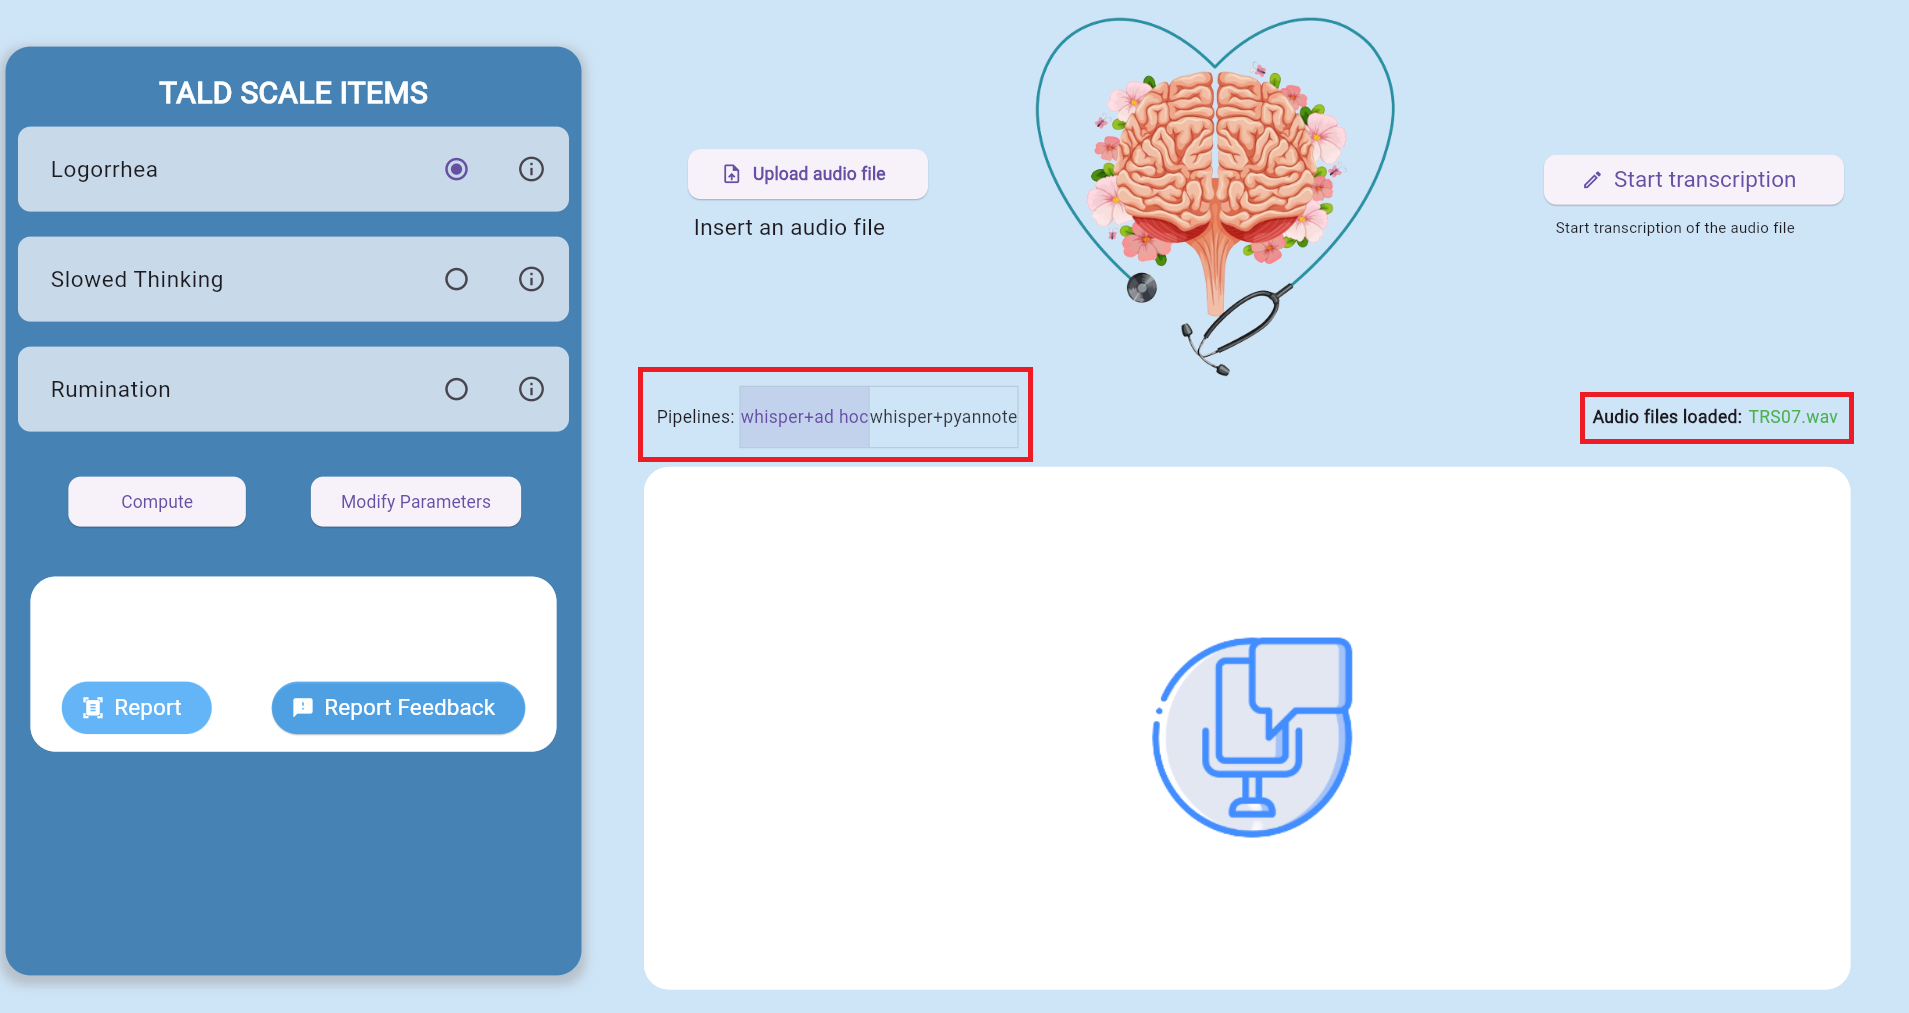 TALD SCALE ITEMS
Logorrhea
Slowed Thinking
Rumination
Compute
Modify Parameters
Report
Report Feedback
Upload audio file
Insert an audio file
Start transcription
Start transcription of the audio file
Pipelines: whisper+ad hoc whisper+pyannote
Audio files loaded: TRS07.wav